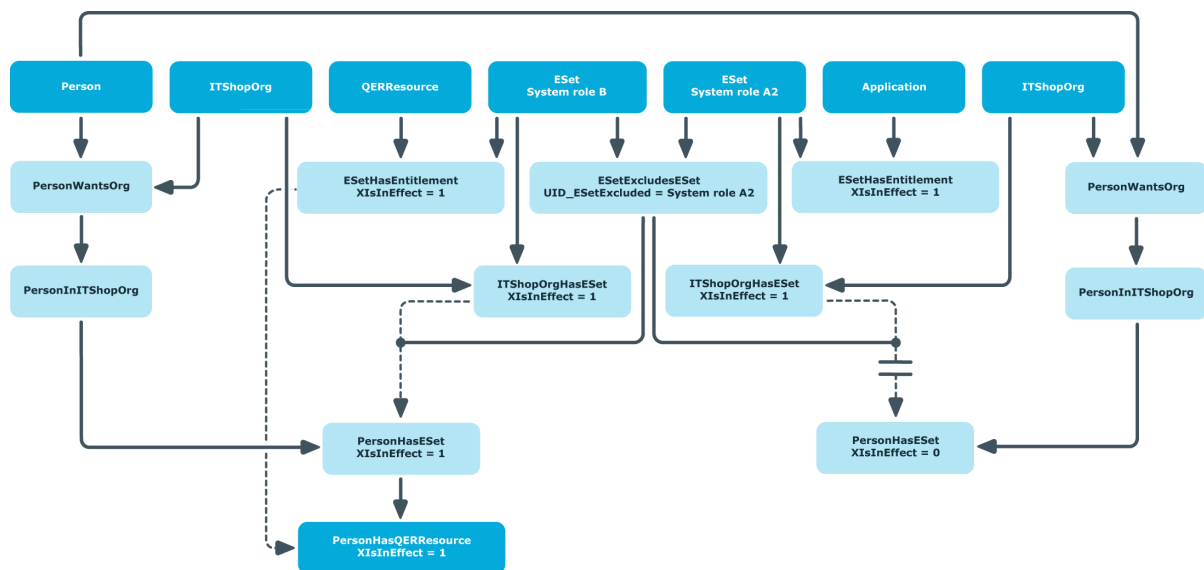 Person
ITShopOrg
QERResource
ESet
System role B
ESet
System role A2
Application
ITShopOrg
PersonWantsOrg
ESetHasEntitlement
XIsInEffect = 1
ESetExcludesESet
UID_ESetExcluded = System role A2
ESetHasEntitlement
XIsInEffect = 1
PersonWantsOrg
PersonInITShopOrg
ITShopOrgHasESet
XIsInEffect = 1
ITShopOrgHasESet
XIsInEffect = 1
PersonInITShopOrg
PersonHasESet
XIsInEffect = 1
PersonHasESet
XIsInEffect = 0
PersonHasQERResource
XIsInEffect = 1